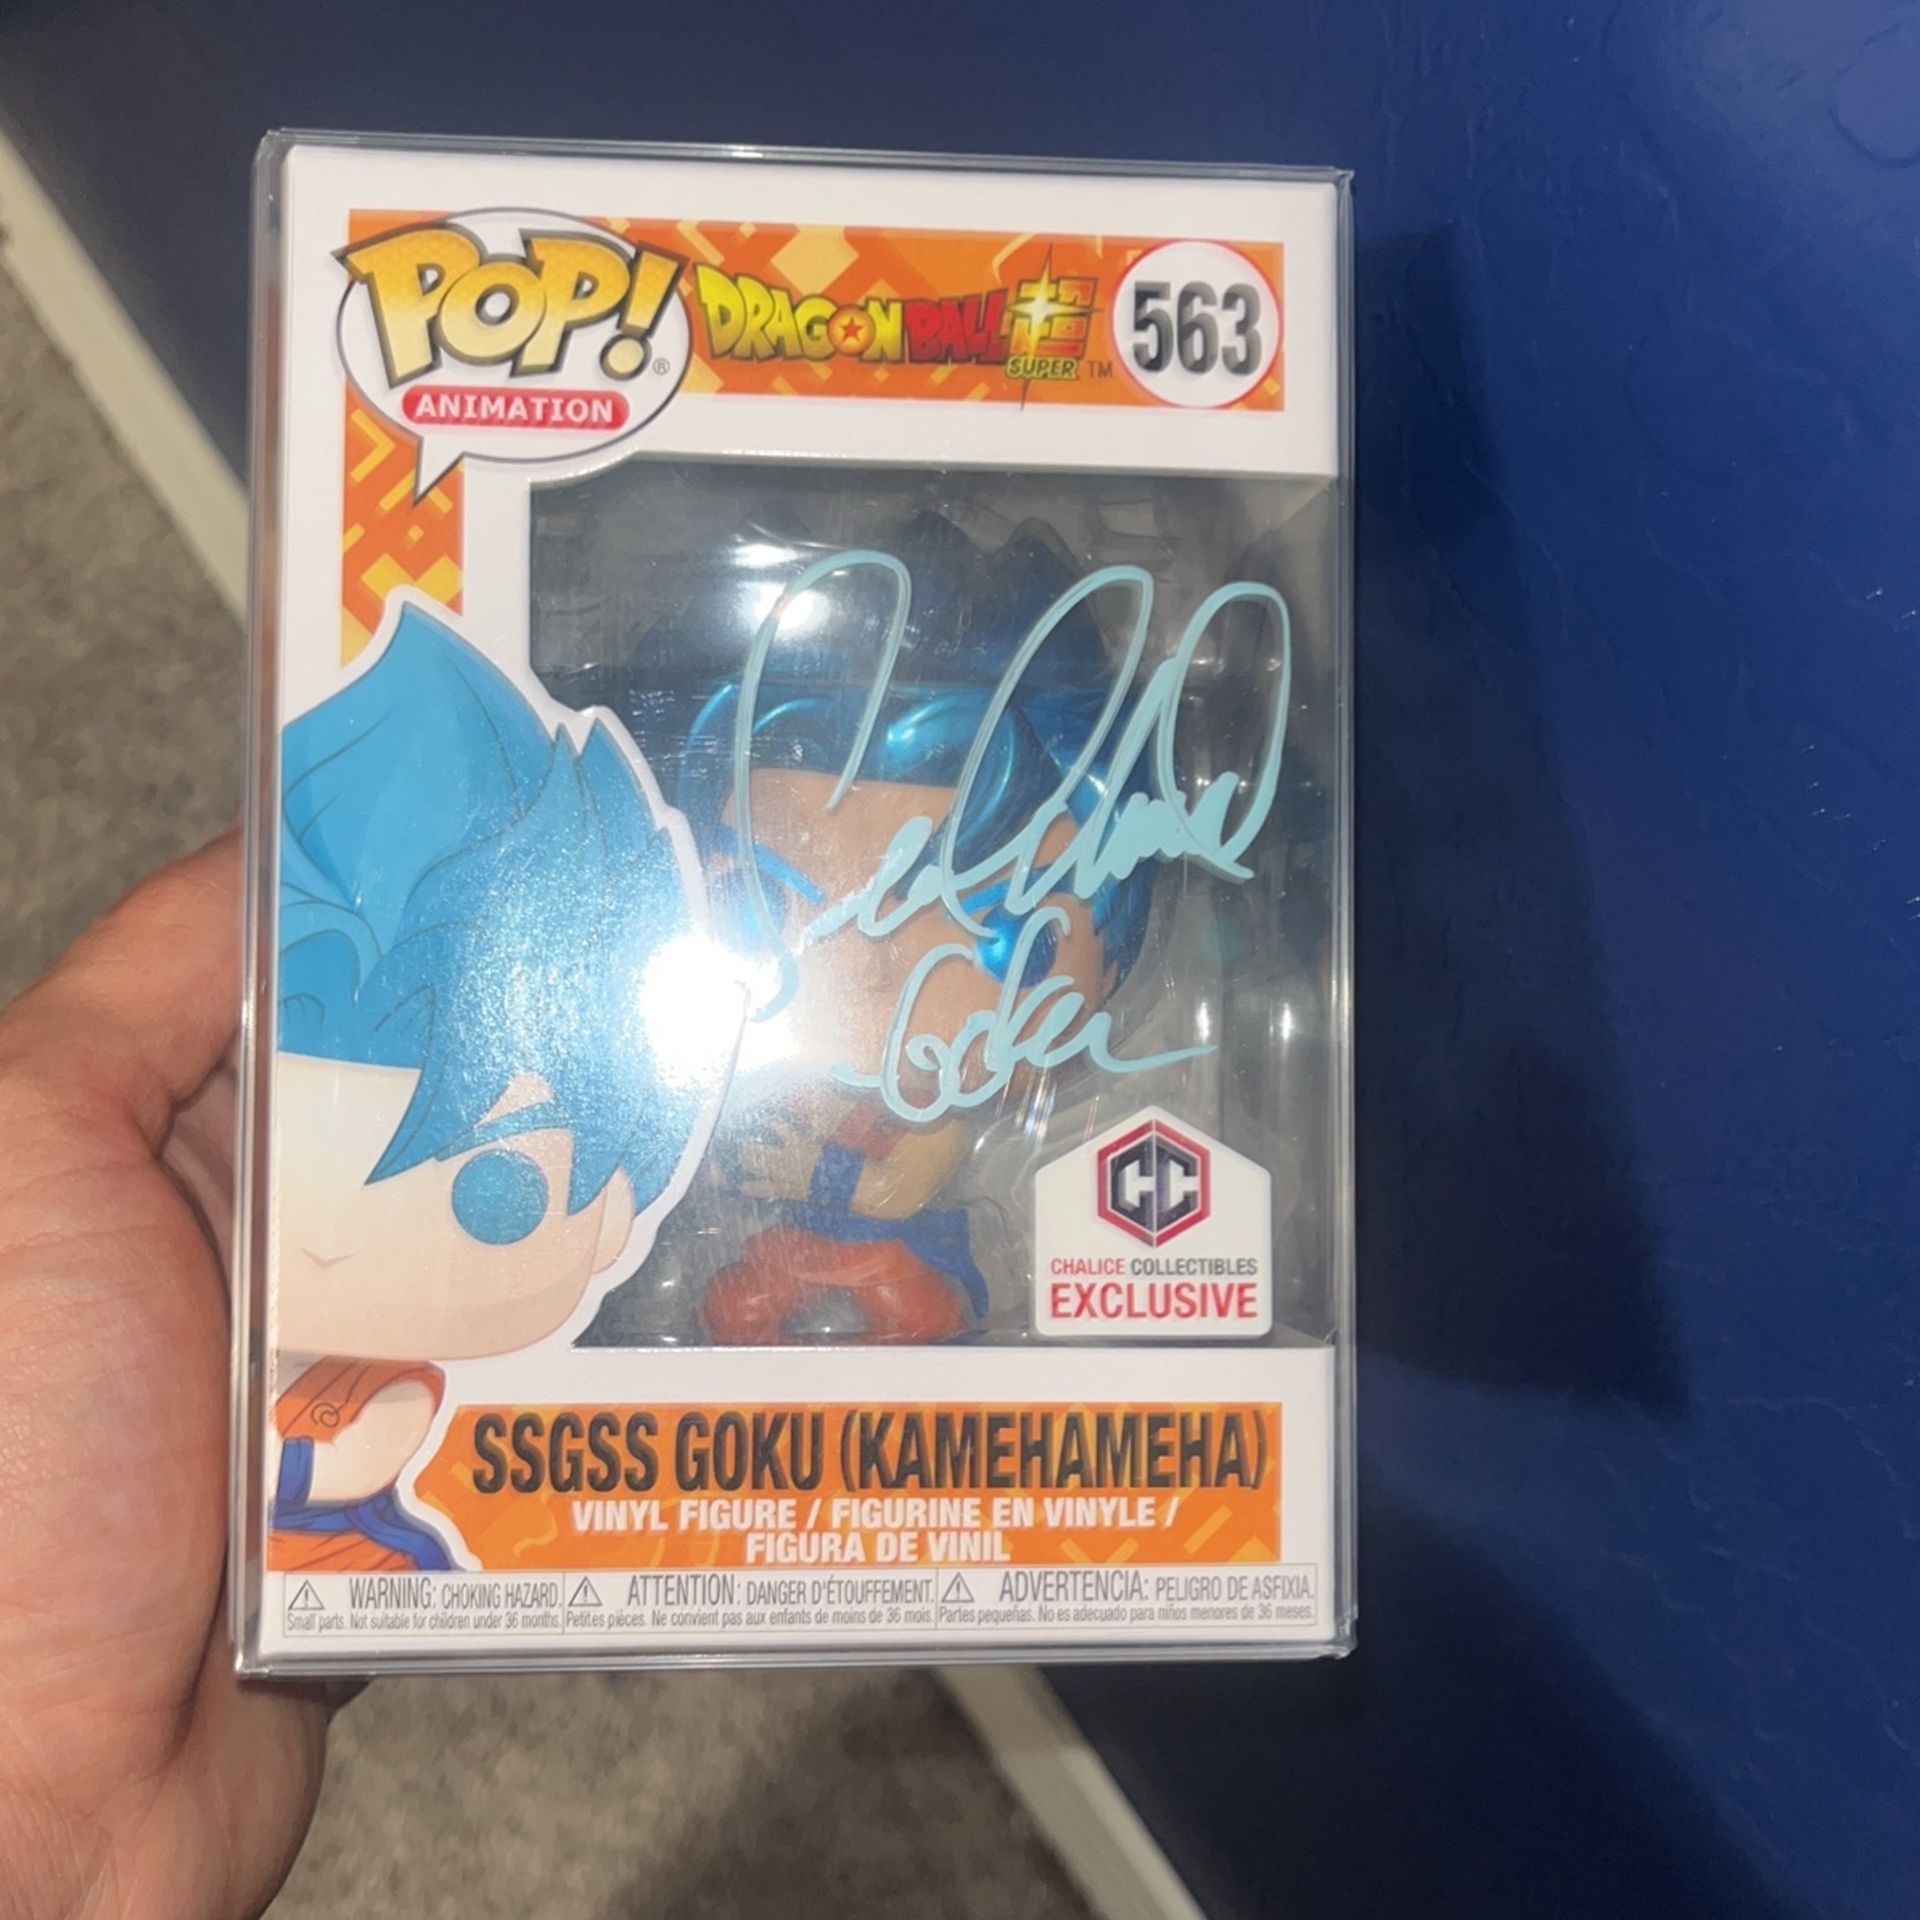 POP! ®
ANIMATION
DRAGON BALL SUPER ™
563
Goku
CC
CHALICE COLLECTIBLES
EXCLUSIVE
SSGSS GOKU (KAMEHAMEHA)
VINYL FIGURE / FIGURINE EN VINYLE /
FIGURA DE VINIL
WARNING: CHOKING HAZARD.
Small parts. Not suitable for children under 36 months.
ATTENTION: DANGER D'ÉTOUFFEMENT.
Petites pièces. Ne convient pas aux enfants de moins de 36 mois.
ADVERTENCIA: PELIGRO DE ASFIXIA.
Partes pequeñas. No es adecuado para niños menores de 36 meses.